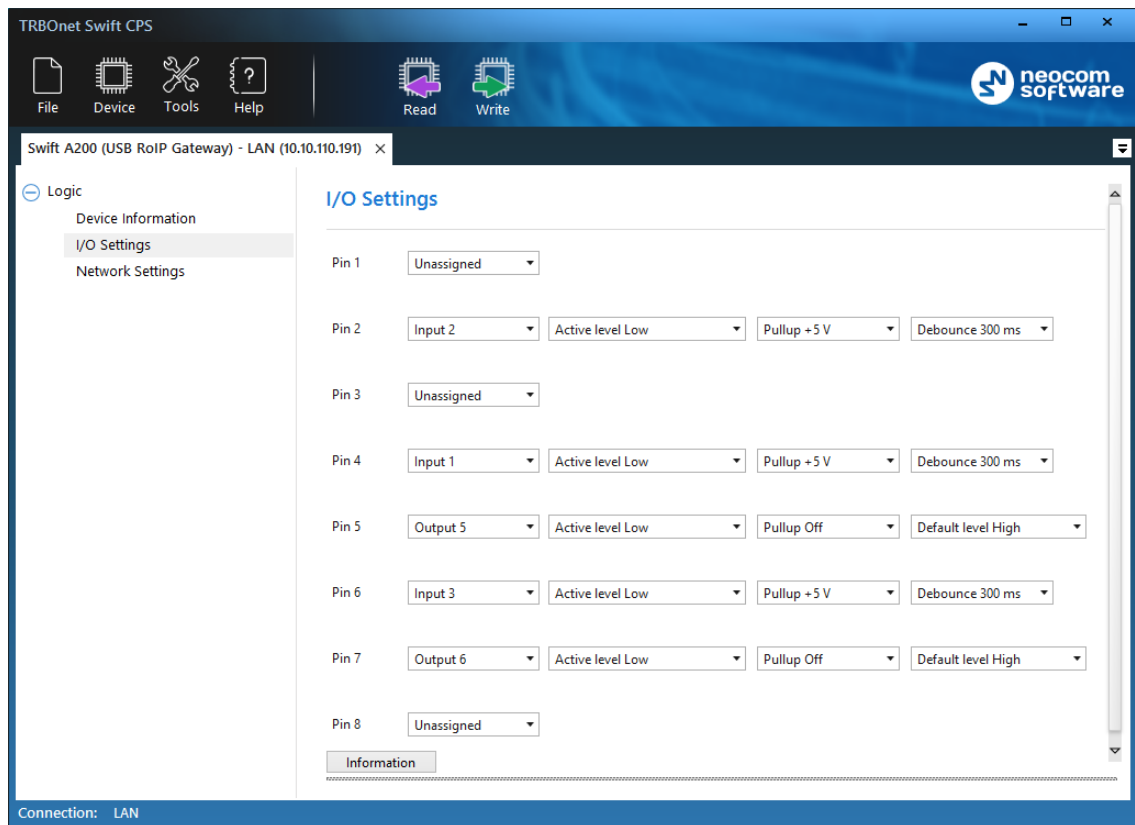 TRBOnet Swift CPS
File Device Tools Help Read Write
neocom
software
Swift A200 (USB RoIP Gateway) - LAN (10.10.110.191)
Logic
Device Information
I/O Settings
Network Settings
I/O Settings
Pin 1 Unassigned
Pin 2 Input 2 Active level Low Pullup +5 V Debounce 300 ms
Pin 3 Unassigned
Pin 4 Input 1 Active level Low Pullup +5 V Debounce 300 ms
Pin 5 Output 5 Active level Low Pullup Off Default level High
Pin 6 Input 3 Active level Low Pullup +5 V Debounce 300 ms
Pin 7 Output 6 Active level Low Pullup Off Default level High
Pin 8 Unassigned
Information
Connection: LAN